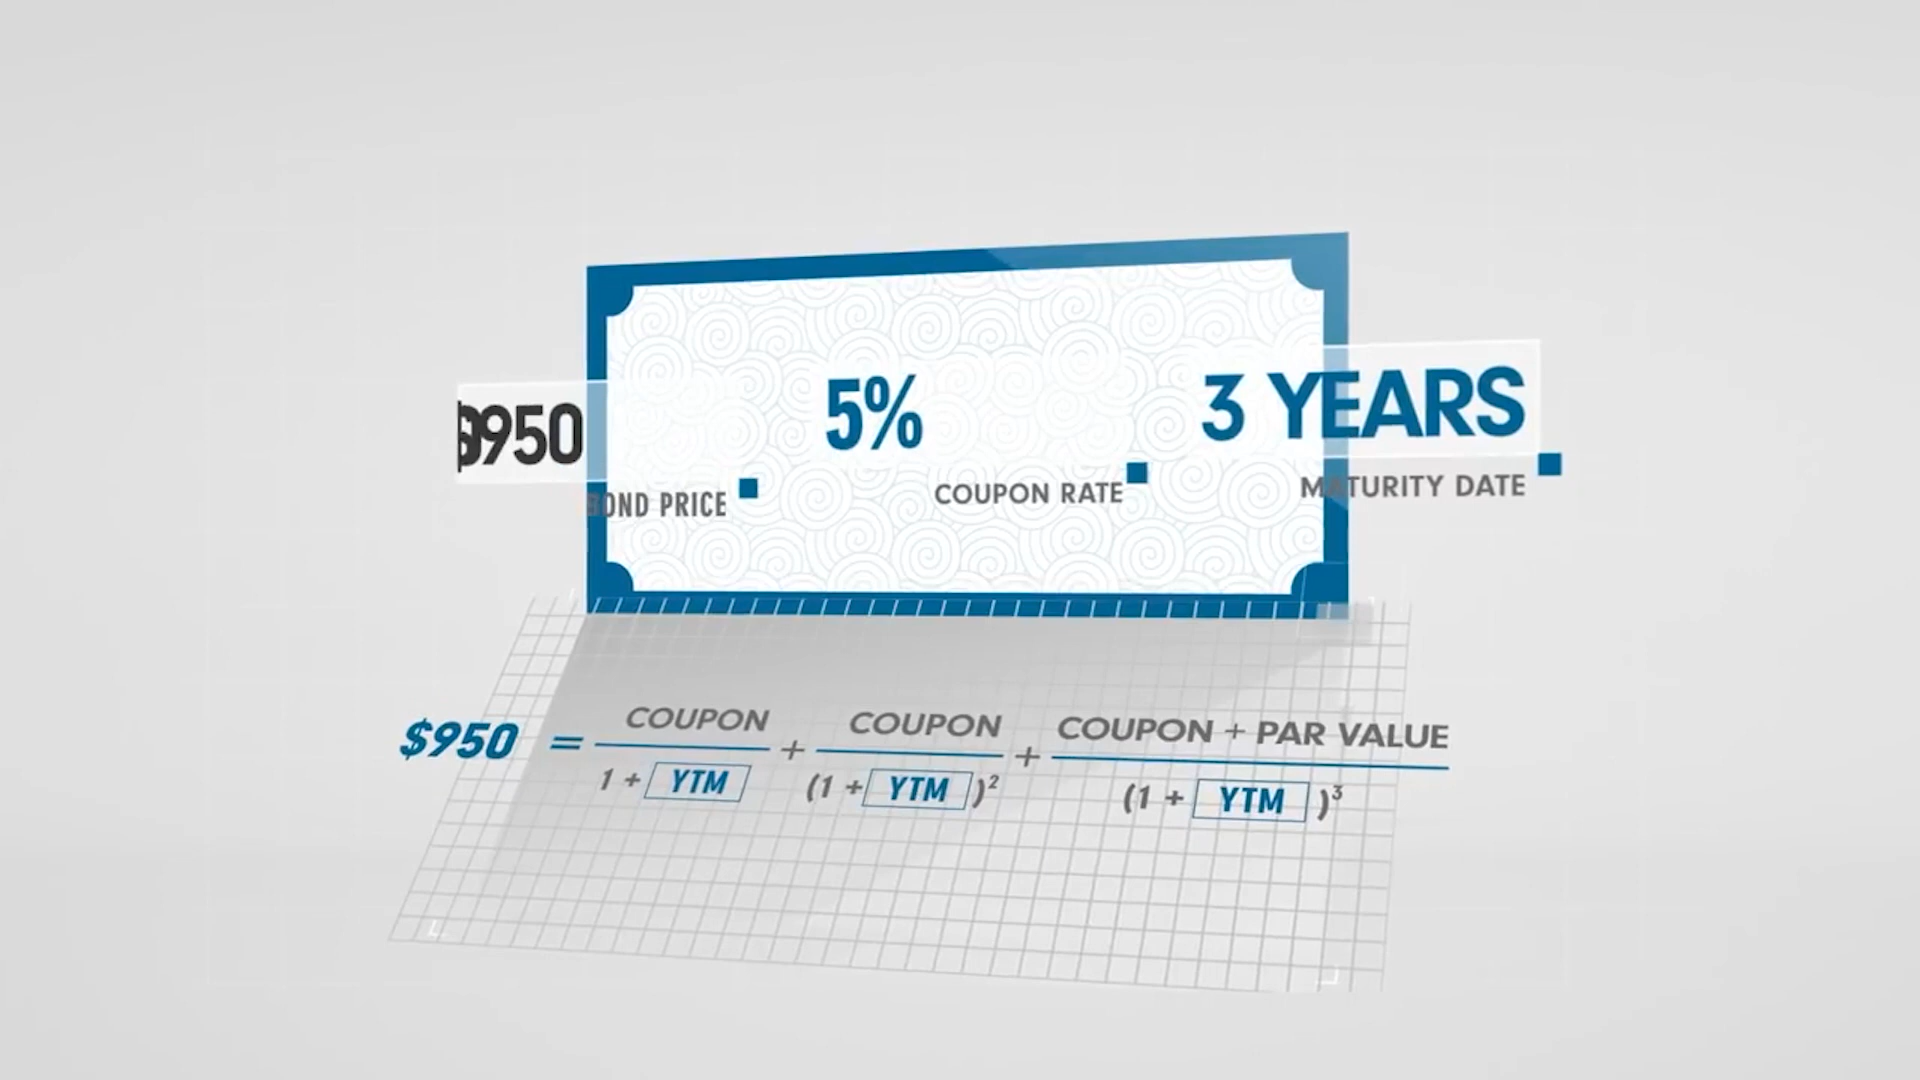 $950
5%
3 YEARS
BOND PRICE
COUPON RATE
MATURITY DATE
$950 = COUPON / 1 + YTM + COUPON / (1 + YTM)² + COUPON + PAR VALUE / (1 + YTM)³